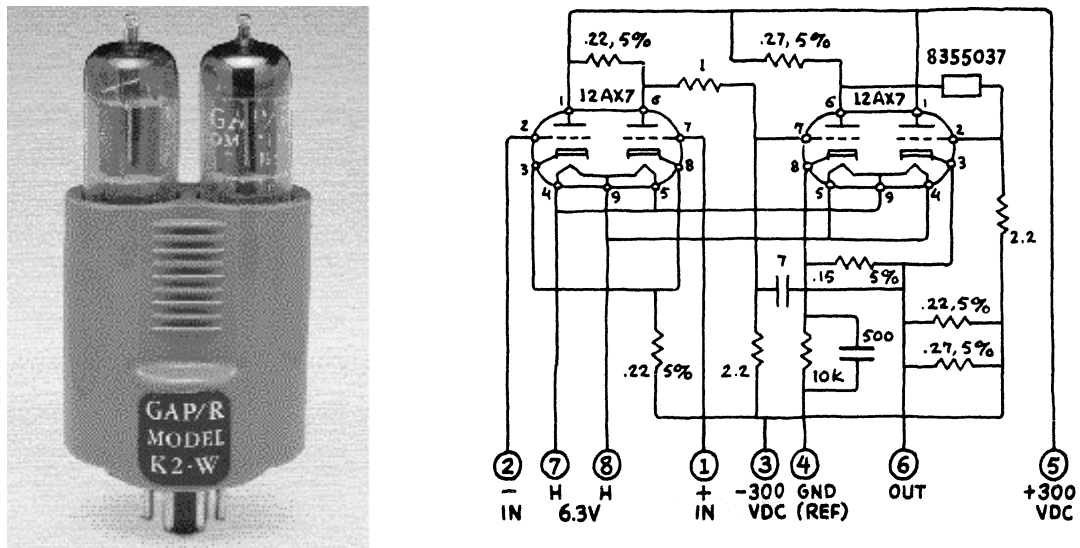 GAP/R
MODEL
K2-W
.22, 5%
.27, 5%
8355037
1
12AX7
12AX7
1
6
6
1
2
7
7
2
3
8
8
3
4
9
5
5
9
4
2.2
7
.15
5%
.22, 5%
.27, 5%
500
.22
5%
2.2
10K
2
7
8
1
3
4
6
5
−
H
H
+
-300
GND
OUT
+300
IN
6.3V
IN
VDC
(REF)
VDC